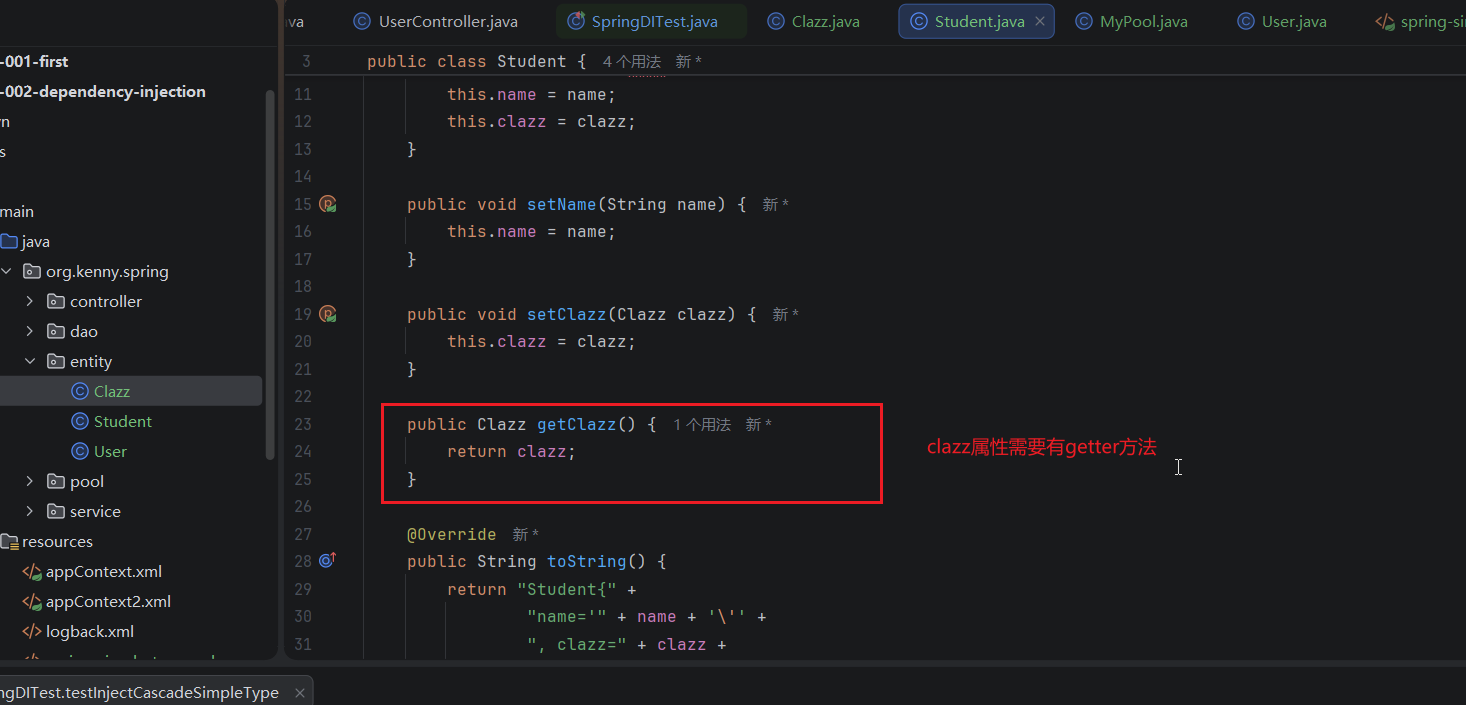 va UserController.java SpringDITest.java Clazz.java Student.java MyPool.java User.java spring-si
-001-first
-002-dependency-injection
n
s
main
java
org.kenny.spring
controller
dao
entity
Clazz
Student
User
pool
service
resources
appContext.xml
appContext2.xml
logback.xml
3 public class Student { 4 个用法 新 *
11 this.name = name;
12 this.clazz = clazz;
13 }
14
15 public void setName(String name) { 新 *
16 this.name = name;
17 }
18
19 public void setClazz(Clazz clazz) { 新 *
20 this.clazz = clazz;
21 }
22
23 public Clazz getClazz() { 1 个用法 新 *
24 return clazz;
25 }
26
27 @Override 新 *
28 public String toString() {
29 return "Student{" +
30 "name='" + name + '\'' +
31 ", clazz=" + clazz +
clazz属性需要有getter方法
ngDITest.testInjectCascadeSimpleType